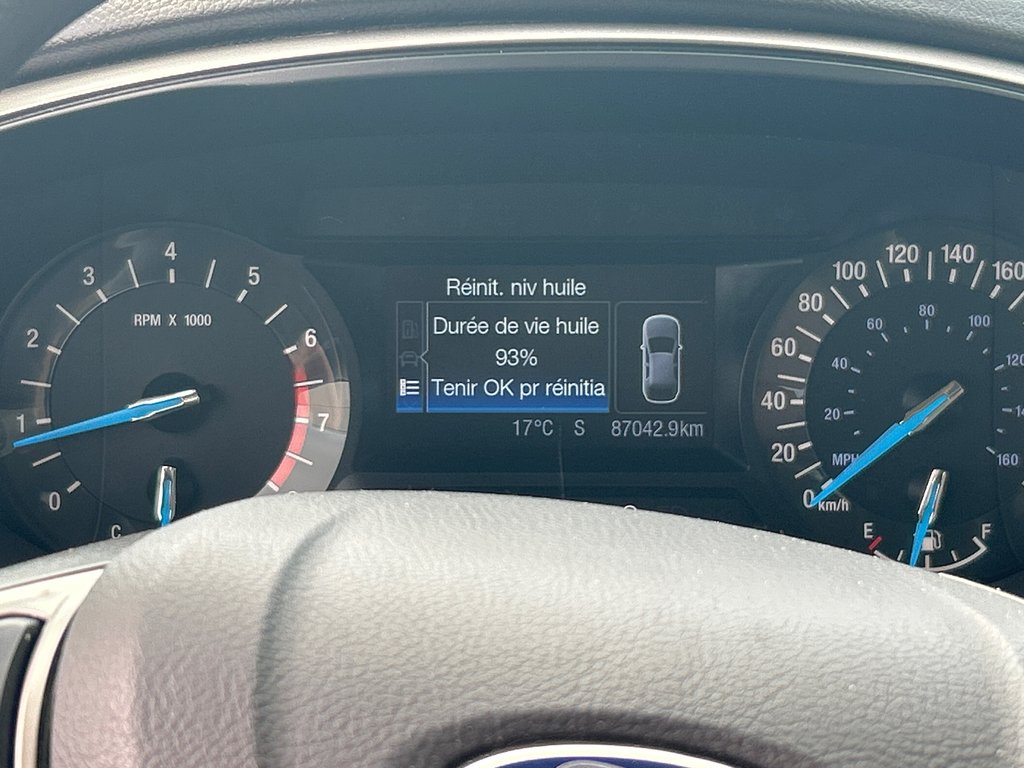 Réinit. niv huile
Durée de vie huile
93%
Tenir OK pr réinitia
17°C S 87042.9km
RPM X 1000
0 1 2 3 4 5 6 7
C
0 20 40 60 80 100 120 140 160
km/h
MPH
20 40 60 80 100
160
E F